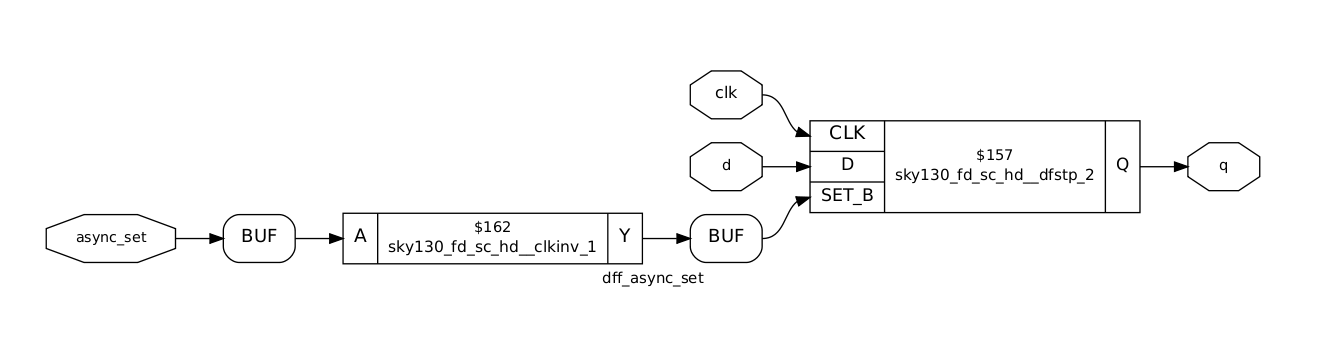 clk
CLK
$157
d
D
sky130_fd_sc_hd__dfstp_2
Q
q
SET_B
async_set
BUF
A
$162
sky130_fd_sc_hd__clkinv_1
Y
BUF
dff_async_set